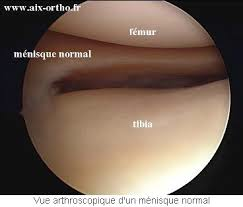 www.aix-ortho.fr
fémur
ménisque normal
tibia
Vue arthroscopique d'un ménisque normal